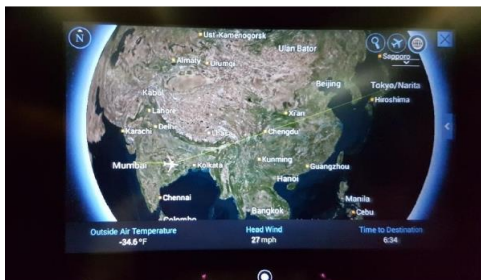 N
Ust-Kamenogorsk
Ulan Bator
Sapporo
Almaty Urumqi
Beijing
Kabul
Tokyo/Narita
Lahore
Hiroshima
Xi'an
Delhi
Karachi
Lhasa
Chengdu
Mumbai
Kolkata
Kunming
Guangzhou
Hanoi
Chennai
Manila
Bangkok
Cebu
Colombo
Outside Air Temperature
Head Wind
Time to Destination
-34.6 ºF
27 mph
6:34